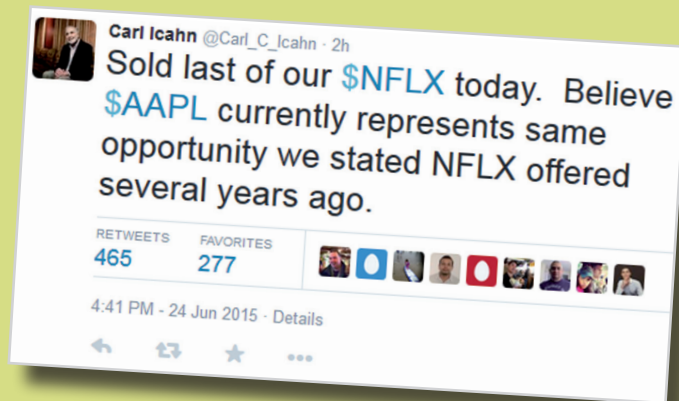 Carl Icahn @Carl_C_Icahn · 2h
Sold last of our $NFLX today. Believe
$AAPL currently represents same
opportunity we stated NFLX offered
several years ago.
RETWEETS FAVORITES
465 277
4:41 PM - 24 Jun 2015 · Details